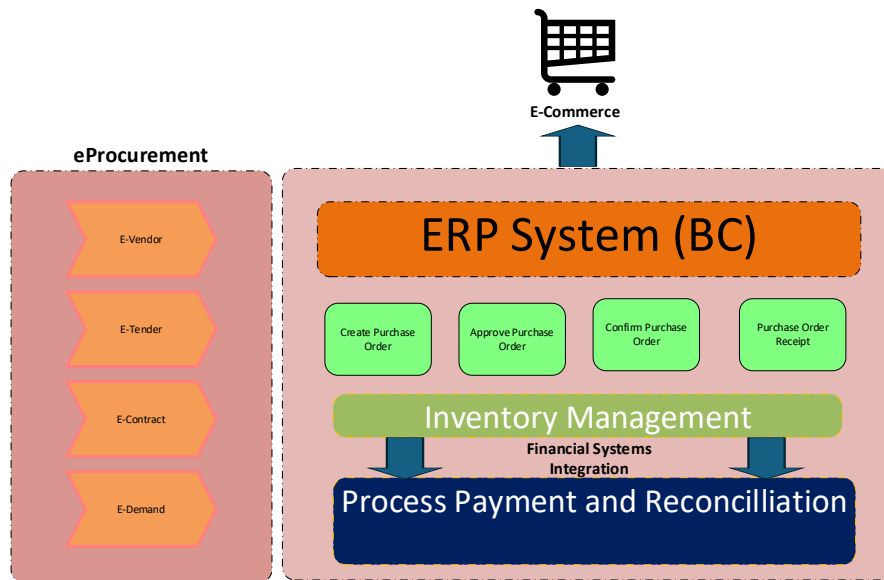 E-Commerce
eProcurement
E-Vendor
E-Tender
E-Contract
E-Demand
ERP System (BC)
Create Purchase
Order
Approve Purchase
Order
Confirm Purchase
Order
Purchase Order
Receipt
Inventory Management
Financial Systems
Integration
Process Payment and Reconcilliation